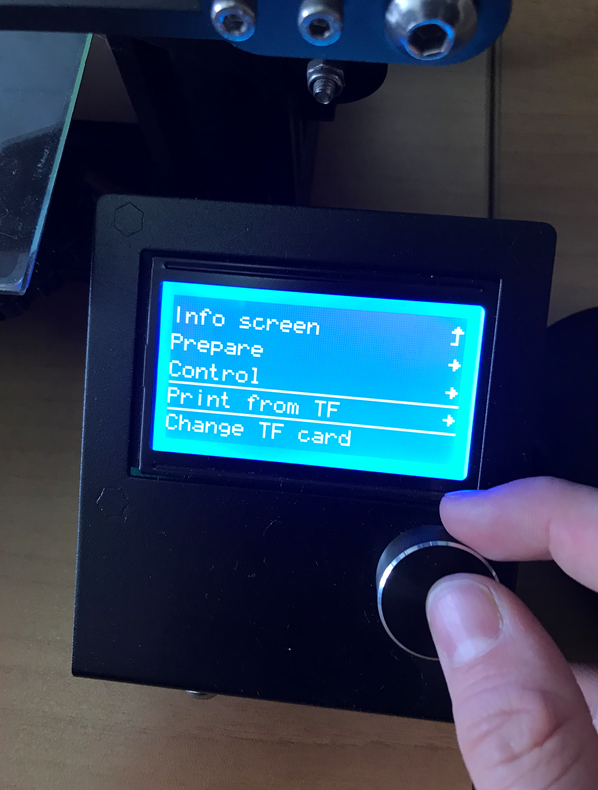 Info screen
Prepare
Control
Print from TF
Change TF card